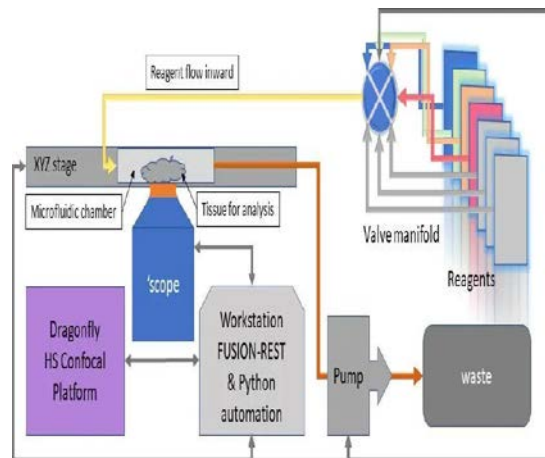 Reagent flow inward
XYZ stage
Microfluidic chamber
Tissue for analysis
Valve manifold
Reagents
'scope
Dragonfly
HS Confocal
Platform
Workstation
FUSION-REST
& Python
automation
Pump
waste